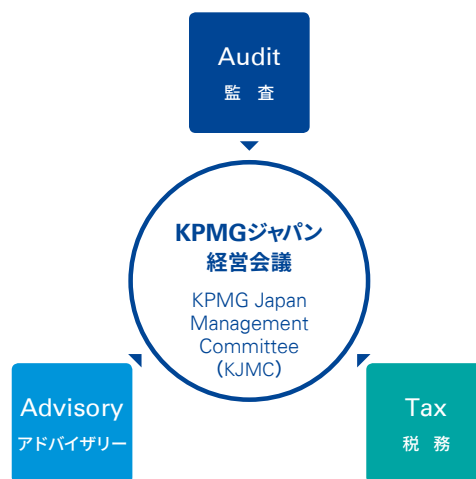 Audit
監 査
KPMGジャパン
経営会議
KPMG Japan
Management
Committee
（KJMC）
Advisory
アドバイザリー
Tax
税 務